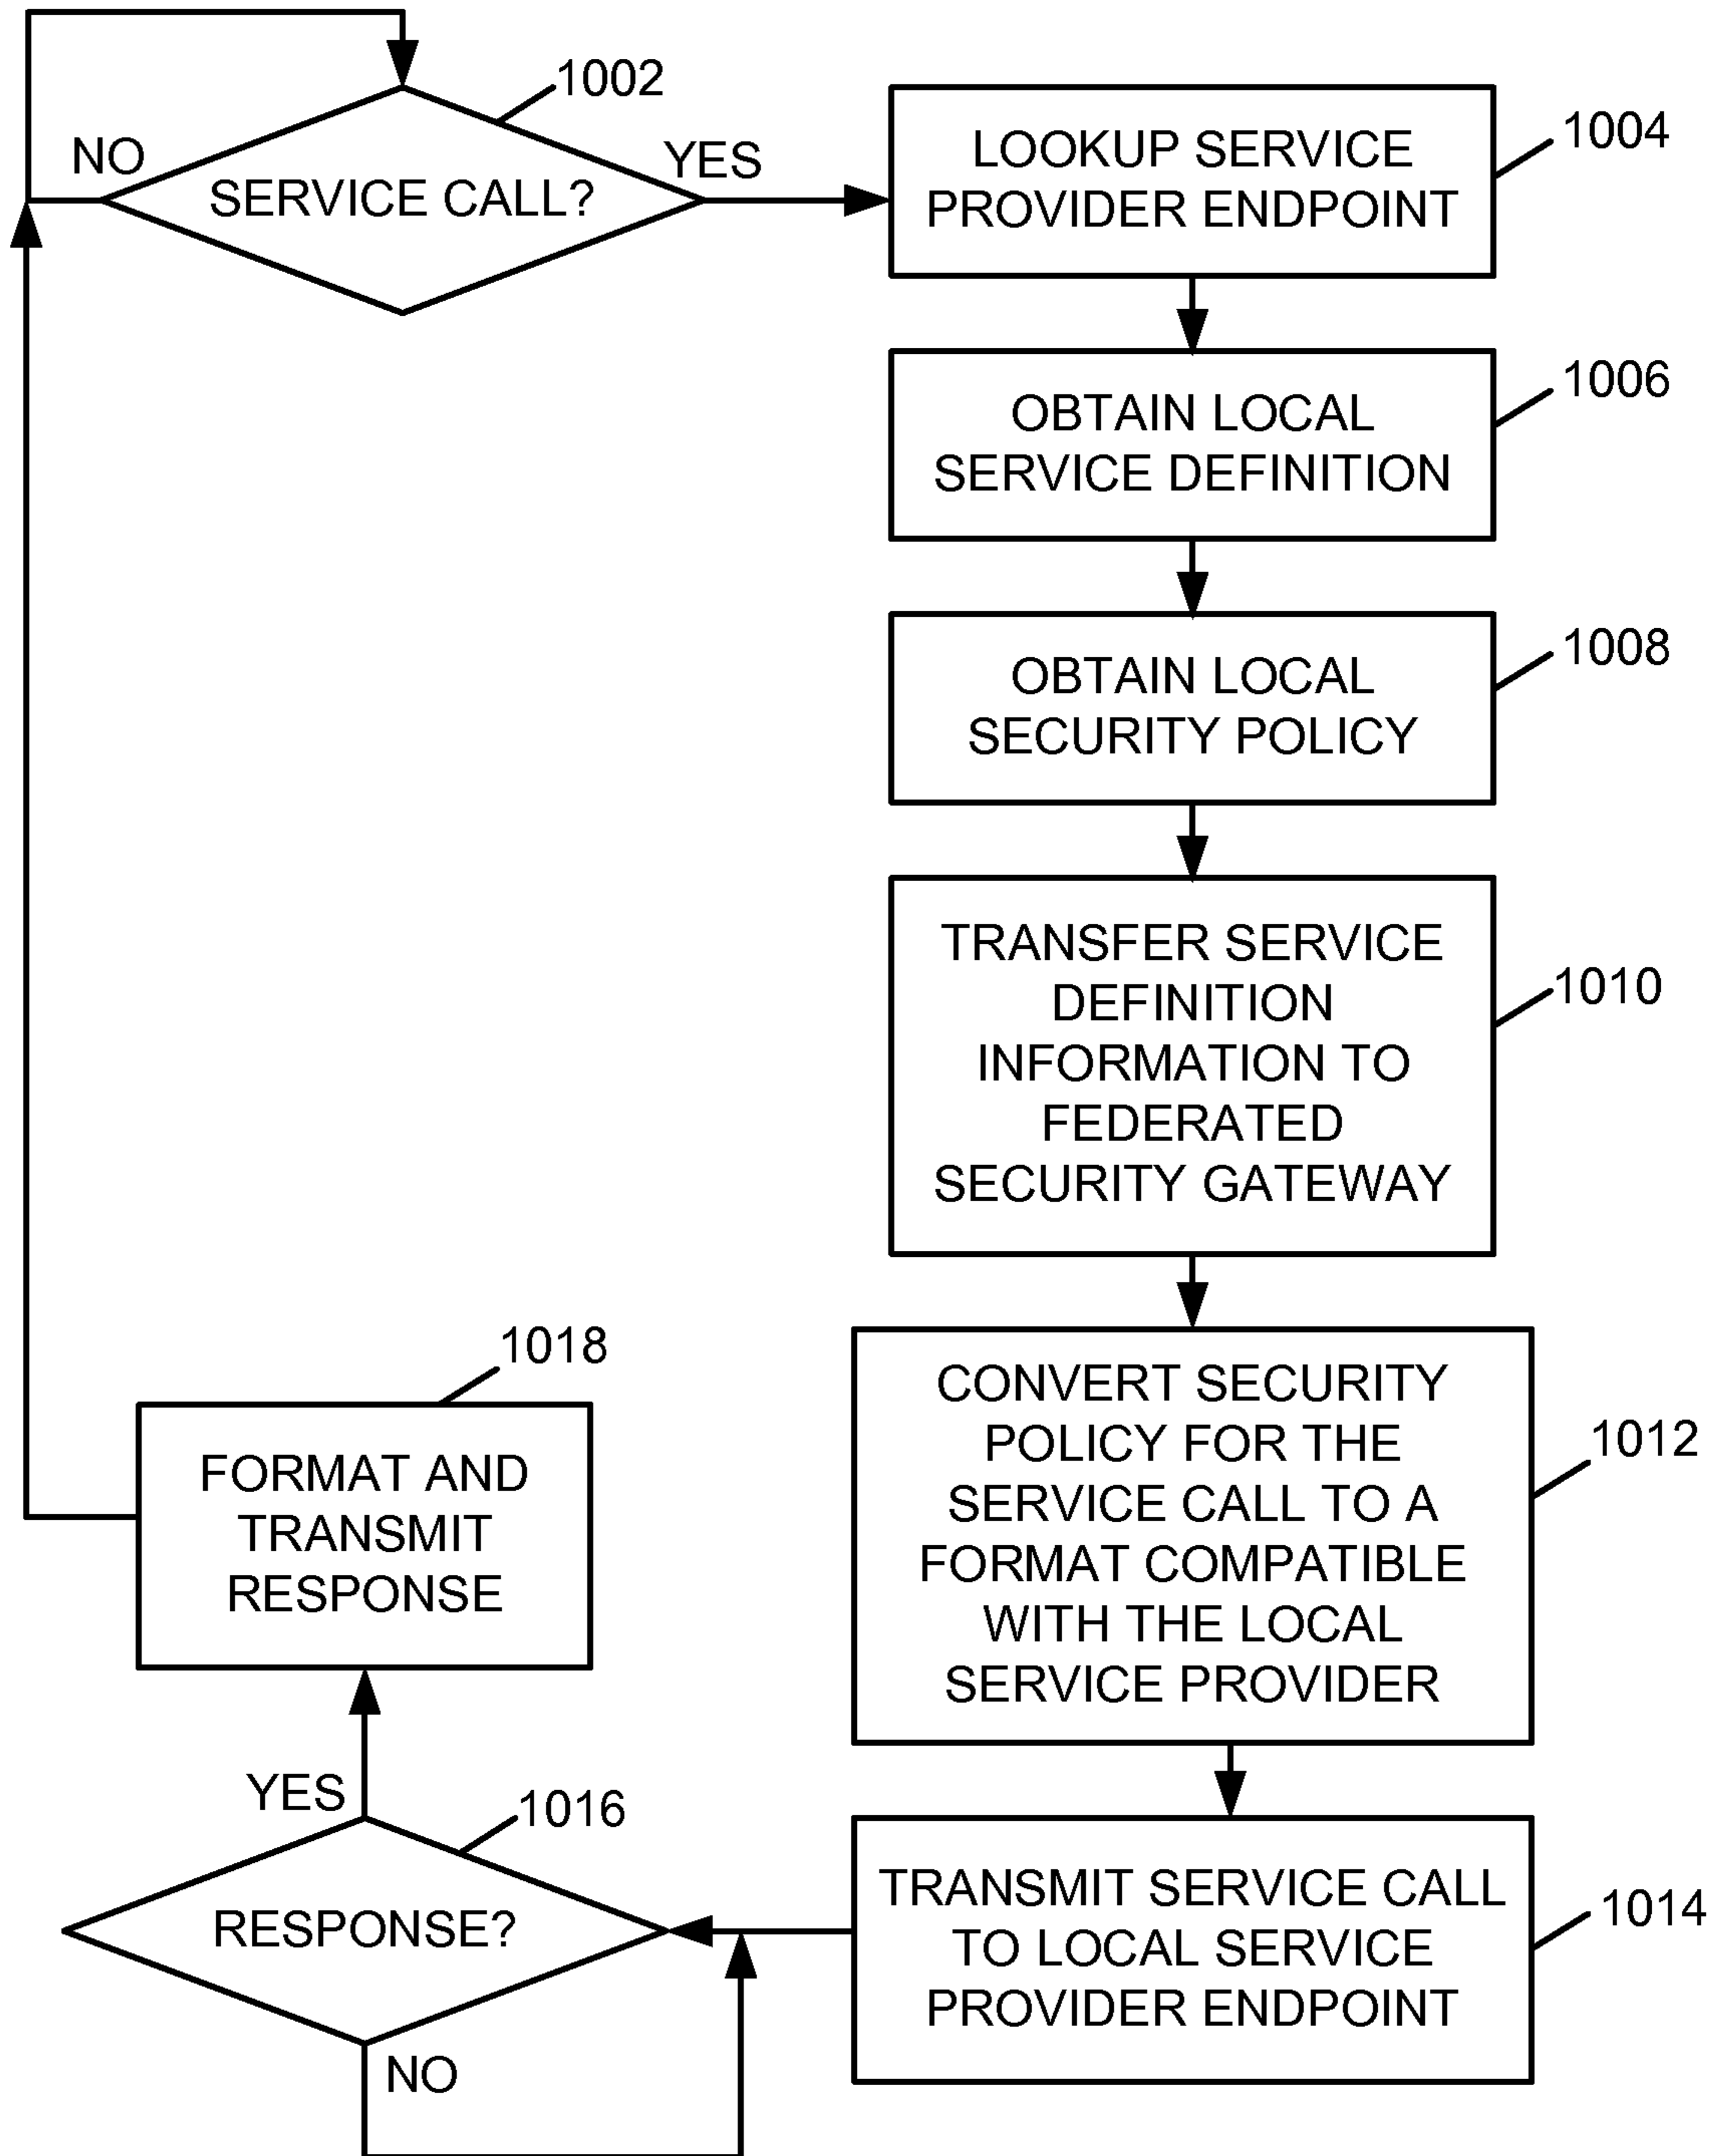 1002
NO
YES
SERVICE CALL?
LOOKUP SERVICE
PROVIDER ENDPOINT
1004
OBTAIN LOCAL
SERVICE DEFINITION
1006
OBTAIN LOCAL
SECURITY POLICY
1008
TRANSFER SERVICE
DEFINITION
INFORMATION TO
FEDERATED
SECURITY GATEWAY
1010
CONVERT SECURITY
POLICY FOR THE
SERVICE CALL TO A
FORMAT COMPATIBLE
WITH THE LOCAL
SERVICE PROVIDER
1012
TRANSMIT SERVICE CALL
TO LOCAL SERVICE
PROVIDER ENDPOINT
1014
RESPONSE?
1016
NO
YES
FORMAT AND
TRANSMIT
RESPONSE
1018